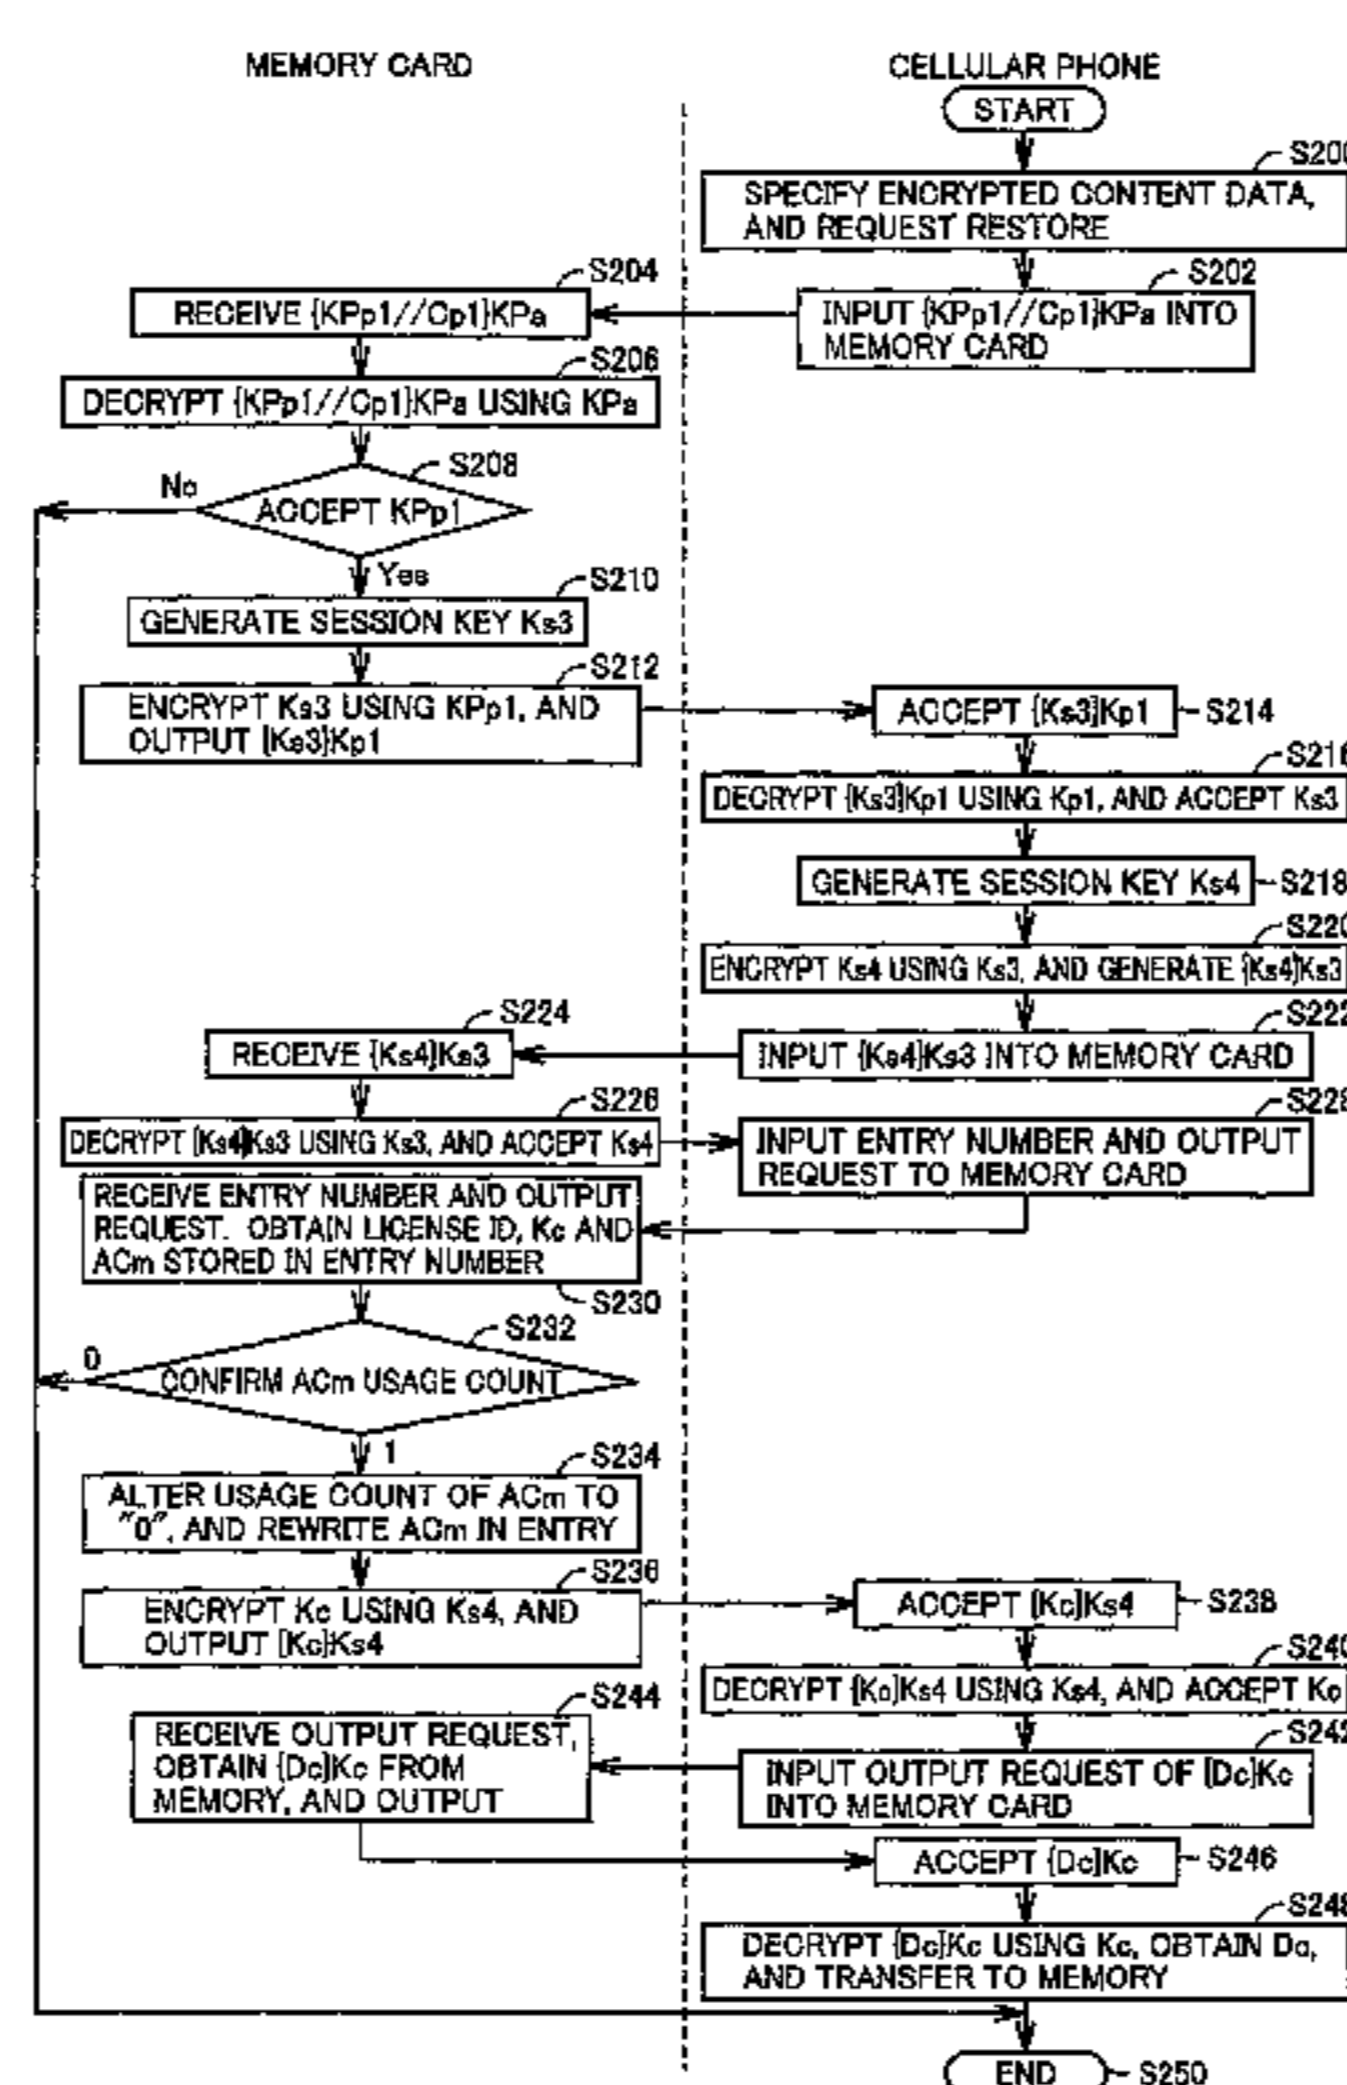 MEMORY CARD
CELLULAR PHONE
START
S200
SPECIFY ENCRYPTED CONTENT DATA,
AND REQUEST RESTORE
S202
INPUT {KPp1//Cp1}KPa INTO
MEMORY CARD
S204
RECEIVE {KPp1//Cp1}KPa
S206
DECRYPT {KPp1//Cp1}KPa USING KPa
S208
ACCEPT KPp1
No
Yes
S210
GENERATE SESSION KEY Ks3
S212
ENCRYPT Ks3 USING KPp1, AND
OUTPUT {Ks3}Kp1
ACCEPT {Ks3}Kp1
S214
S216
DECRYPT {Ks3}Kp1 USING Kp1, AND ACCEPT Ks3
GENERATE SESSION KEY Ks4
S218
S220
ENCRYPT Ks4 USING Ks3, AND GENERATE {Ks4}Ks3
S222
INPUT {Ks4}Ks3 INTO MEMORY CARD
S224
RECEIVE {Ks4}Ks3
S226
DECRYPT {Ks4}Ks3 USING Ks3, AND ACCEPT Ks4
S228
INPUT ENTRY NUMBER AND OUTPUT
REQUEST TO MEMORY CARD
RECEIVE ENTRY NUMBER AND OUTPUT
REQUEST. OBTAIN LICENSE ID, Kc AND
ACm STORED IN ENTRY NUMBER
S230
S232
0
CONFIRM ACm USAGE COUNT
1
S234
ALTER USAGE COUNT OF ACm TO
"0", AND REWRITE ACm IN ENTRY
S236
ENCRYPT Kc USING Ks4, AND
OUTPUT {Kc}Ks4
ACCEPT {Kc}Ks4
S238
S240
DECRYPT {Kc}Ks4 USING Ks4, AND ACCEPT Kc
S242
INPUT OUTPUT REQUEST OF {Dc}Kc
INTO MEMORY CARD
S244
RECEIVE OUTPUT REQUEST,
OBTAIN {Dc}Kc FROM
MEMORY, AND OUTPUT
ACCEPT {Dc}Kc
S246
S248
DECRYPT {Dc}Kc USING Kc, OBTAIN Dc,
AND TRANSFER TO MEMORY
END
S250